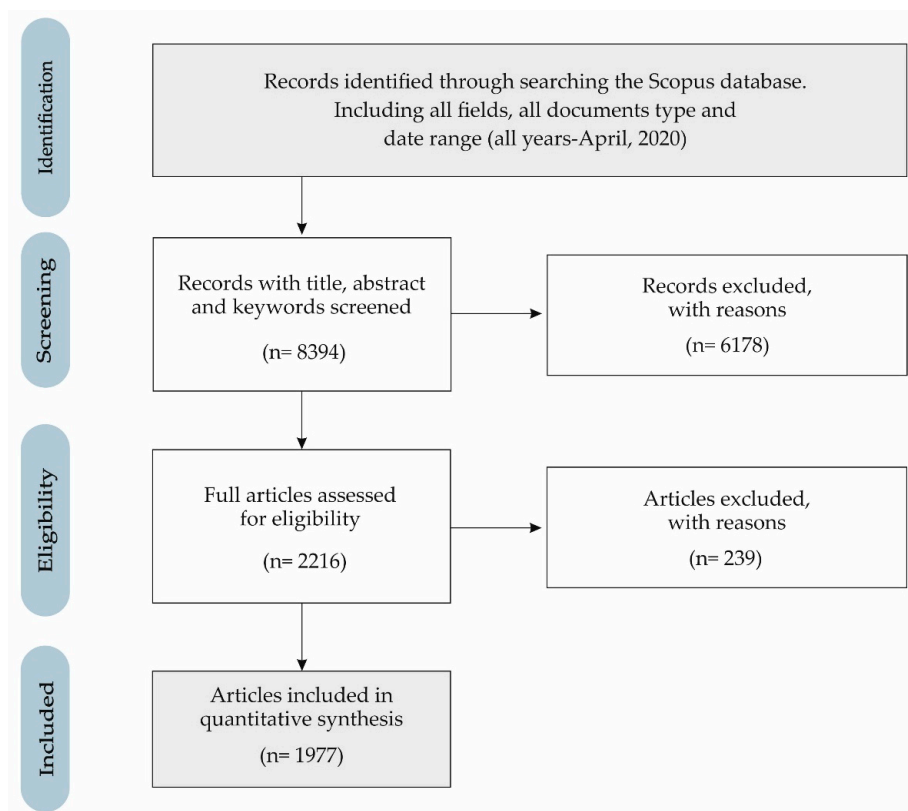 Identification
Records identified through searching the Scopus database.
Including all fields, all documents type and
date range (all years-April, 2020)
Screening
Records with title, abstract
and keywords screened
(n= 8394)
Records excluded,
with reasons
(n= 6178)
Eligibility
Full articles assessed
for eligibility
(n= 2216)
Articles excluded,
with reasons
(n= 239)
Included
Articles included in
quantitative synthesis
(n= 1977)